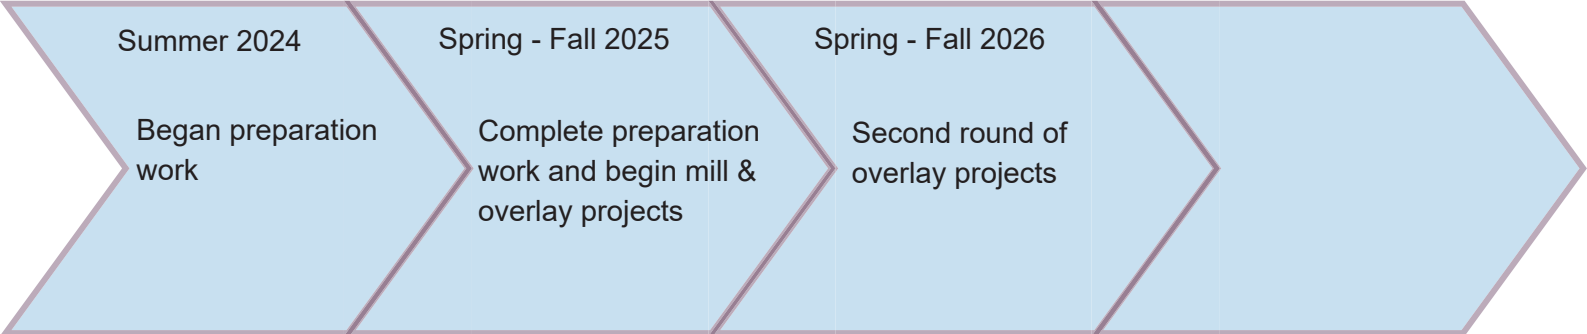 Summer 2024
Began preparation
work
Spring - Fall 2025
Complete preparation
work and begin mill &
overlay projects
Spring - Fall 2026
Second round of
overlay projects